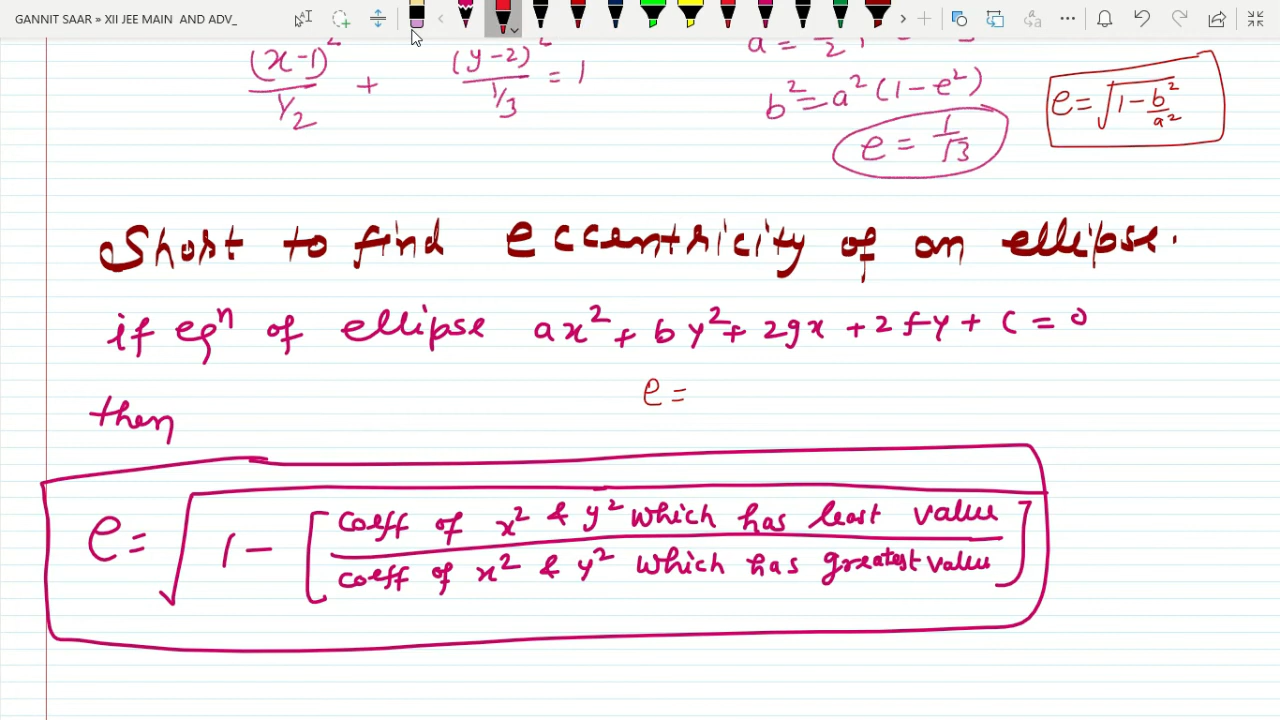 GANNIT SAAR » XII JEE MAIN AND ADV_
(x-1)²/1/2 + (y-2)²/1/3 = 1
b² = a²(1-e²)
e = √1-b²/a²
e = 1/√3
Short to find eccentricity of an ellipse.
if eqⁿ of ellipse ax² + by² + 2gx + 2fy + c = 0
e =
then
e = √1 - [coeff of x² & y² which has least value / coeff of x² & y² which has greatest value]